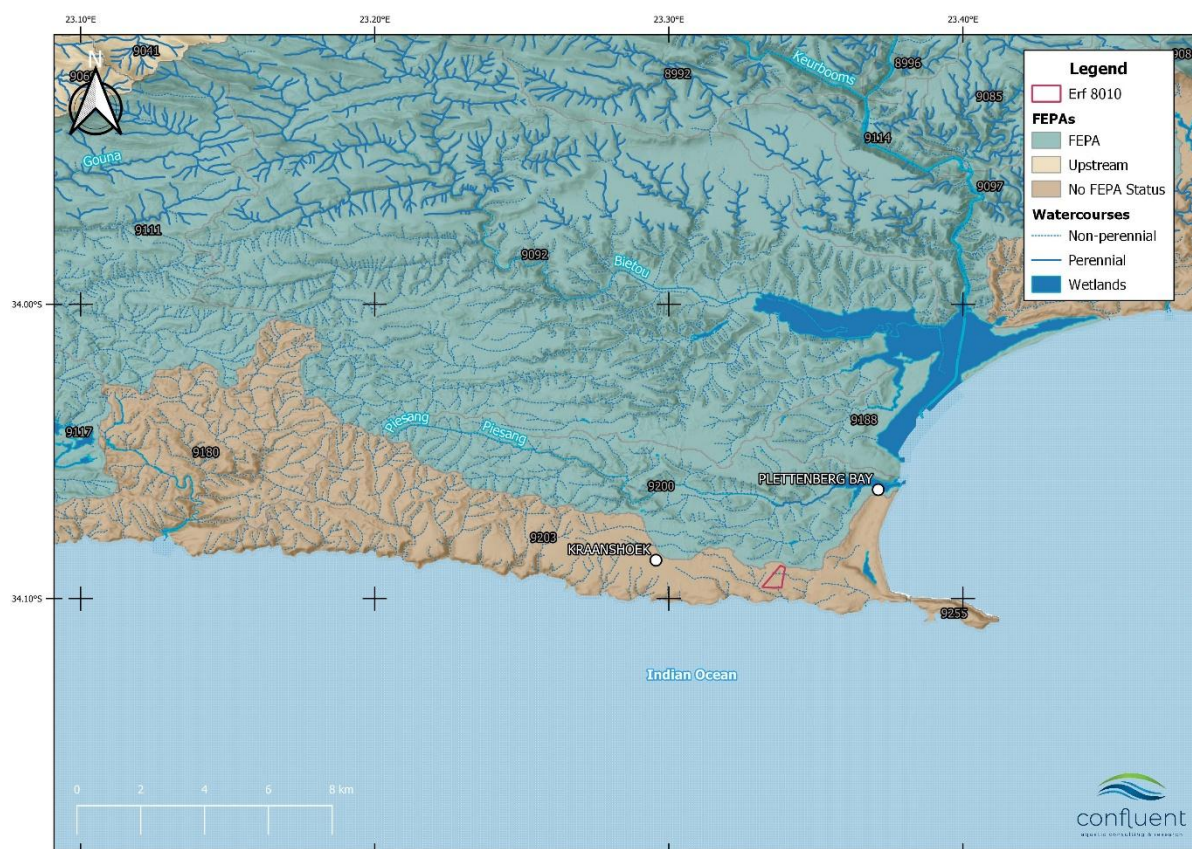 23.10°E
23.20°E
23.30°E
23.40°E
9041
N
Keurbooms
8992
8996
9085
9114
Gouna
9097
9111
9092
Bietou
34.00°S
Piesang
Piesang
9188
9117
9180
PLETTENBERG BAY
9200
9203
KRAANSHOEK
34.10°S
9255
Indian Ocean
0 2 4 6 8 km
Legend
Erf 8010
FEPAs
FEPA
Upstream
No FEPA Status
Watercourses
Non-perennial
Perennial
Wetlands
confluent
aquatic consulting & research